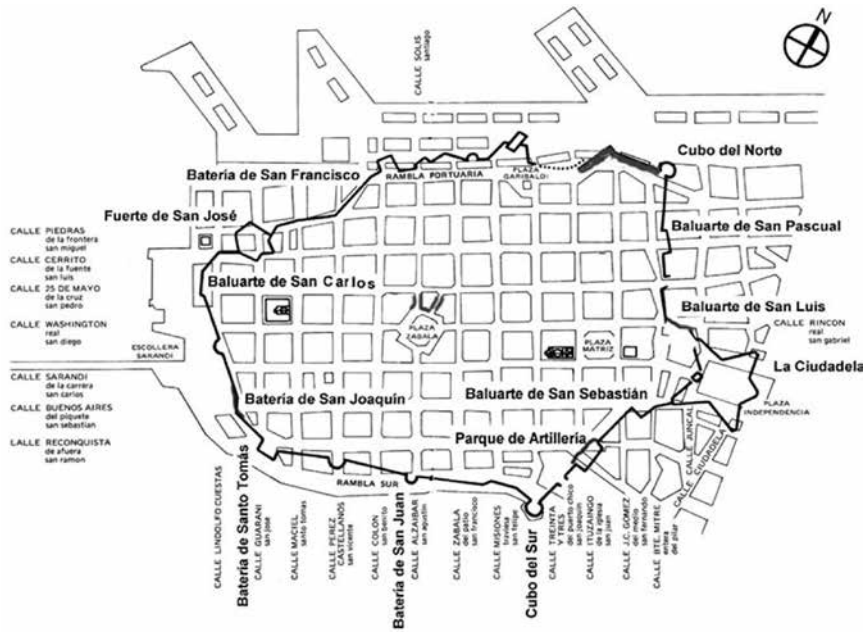 N
CALLE SOLIS
santiago
Cubo del Norte
Batería de San Francisco
RAMBLA PORTUARIA
PLAZA
GARIBALDI
Fuerte de San José
Baluarte de San Pascual
CALLE PIEDRAS
de la frontera
san miguel
CALLE CERRITO
de la fuente
san luis
CALLE 25 DE MAYO
de la cruz
san pedro
CALLE WASHINGTON
real
san diego
Baluarte de San Carlos
Baluarte de San Luis
CALLE RINCON
real
san gabriel
PLAZA
ZABALA
PLAZA
MATRIZ
ESCOLLERA
SARANDI
La Ciudadela
CALLE SARANDI
de la carrera
san carlos
CALLE BUENOS AIRES
del piquete
san sebastian
LALLE RECONQUISTA
de afuera
san ramon
Batería de San Joaquín
Baluarte de San Sebastián
PLAZA
INDEPENDENCIA
Parque de Artillería
CALLE JUNCAL
CALLE CIUDADELA
RAMBLA SUR
CALLE LINDOLFO CUESTAS
Batería de Santo Tomás
CALLE GUARANI
san jose
CALLE MACIEL
santo tomas
CALLE PEREZ
CASTELLANOS
san vicente
CALLE COLON
san benito
Batería de San Juan
CALLE ALZAIBAR
san agustin
CALLE ZABALA
del patio
san francisco
CALLE MISIONES
traviesa
san felipe
Cubo del Sur
CALLE TREINTA
Y TRES
del puerto chico
san joaquin
CALLE ITUZAINGO
de la iglesia
san juan
CALLE J.C. GOMEZ
del medio
san fernando
CALLE BTE. MITRE
entera
del pilar